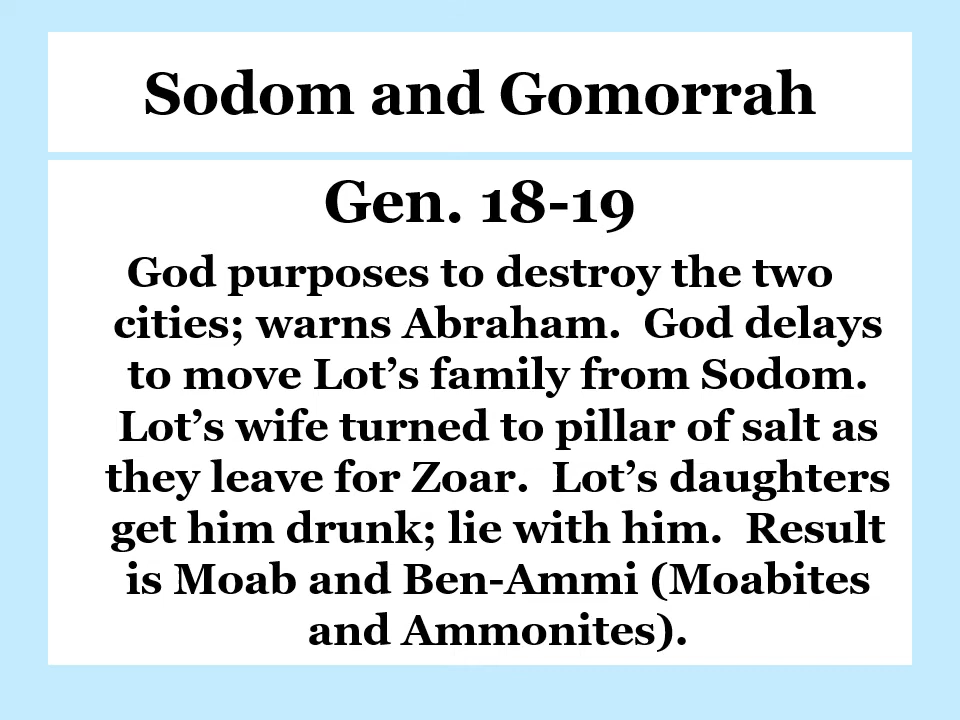 Sodom and Gomorrah
Gen. 18-19
God purposes to destroy the two
cities; warns Abraham.  God delays
to move Lot’s family from Sodom.
Lot’s wife turned to pillar of salt as
they leave for Zoar.  Lot’s daughters
get him drunk; lie with him.  Result
is Moab and Ben-Ammi (Moabites
and Ammonites).